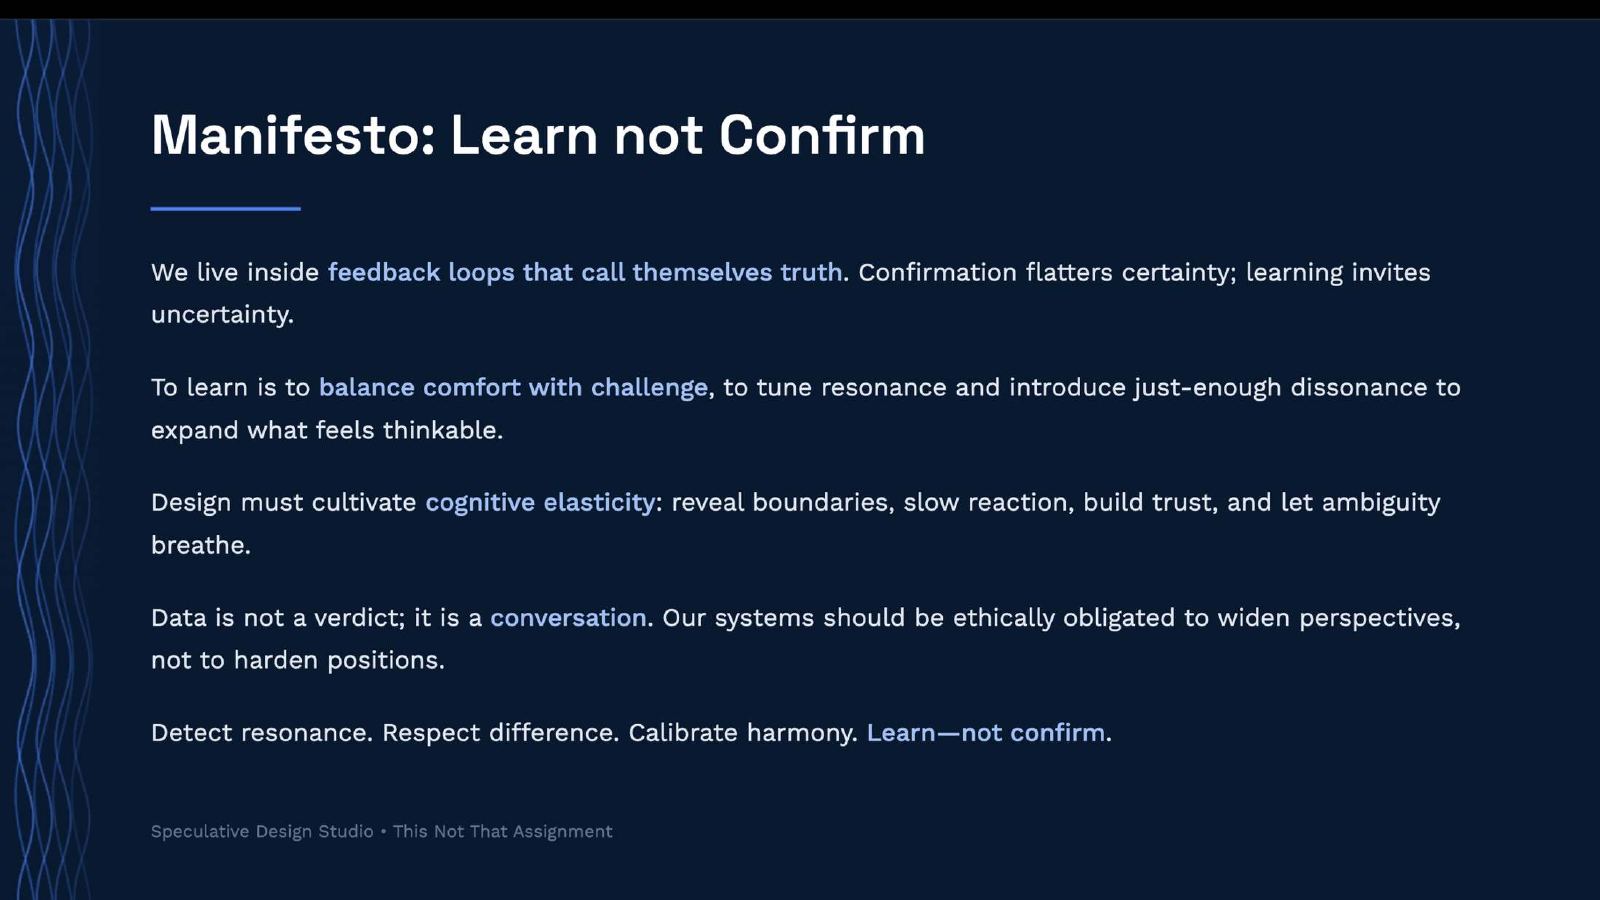 Manifesto: Learn not Confirm
We live inside feedback loops that call themselves truth. Confirmation flatters certainty; learning invites
uncertainty.
To learn is to balance comfort with challenge, to tune resonance and introduce just-enough dissonance to
expand what feels thinkable.
Design must cultivate cognitive elasticity: reveal boundaries, slow reaction, build trust, and let ambiguity
breathe.
Data is not a verdict; it is a conversation. Our systems should be ethically obligated to widen perspectives,
not to harden positions.
Detect resonance. Respect difference. Calibrate harmony. Learn—not confirm.
Speculative Design Studio • This Not That Assignment